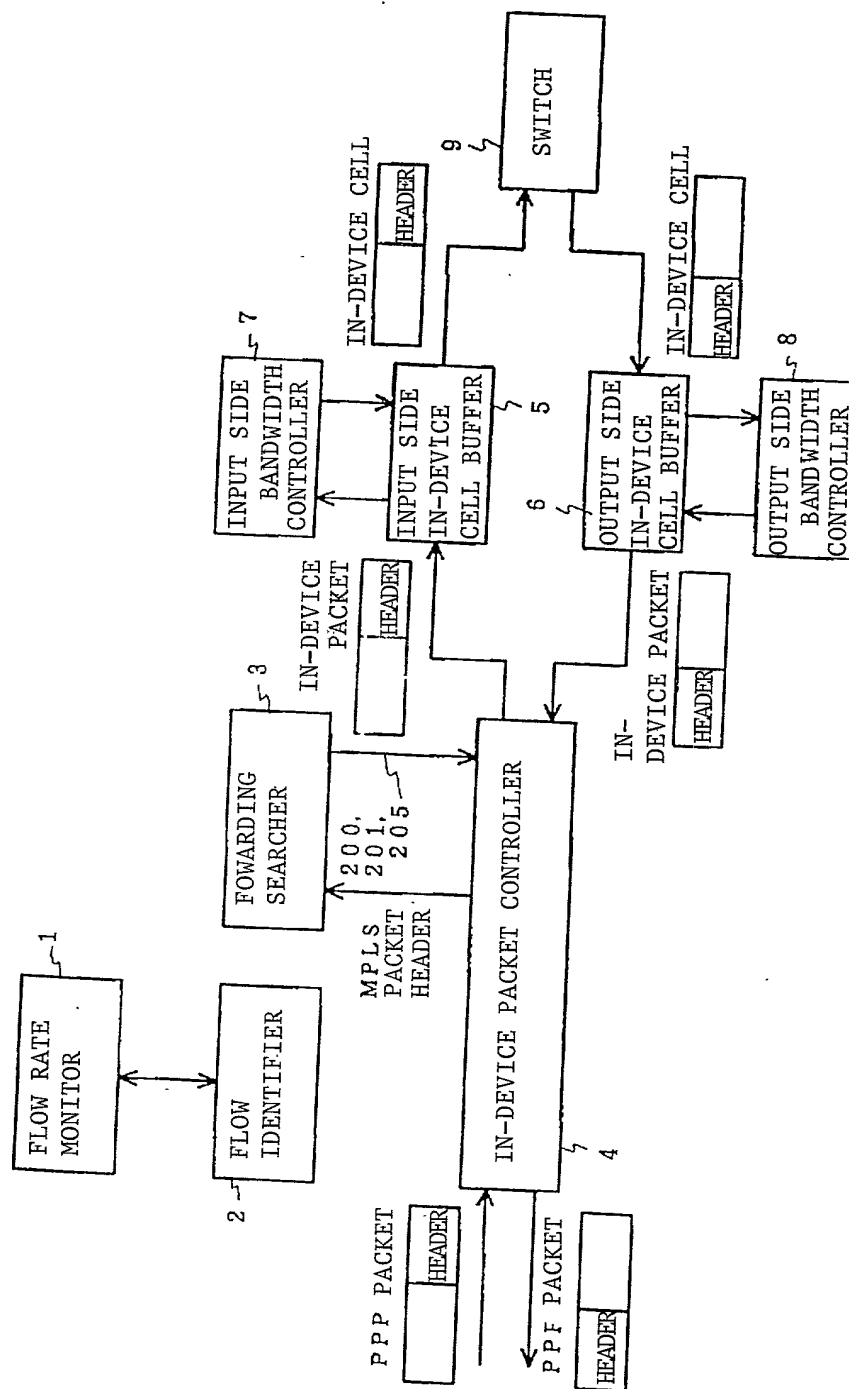 1
FLOW RATE
MONITOR
2
FLOW
IDENTIFIER
3
FOWARDING
SEARCHER
MPLS
PACKET
HEADER
200,
201,
205
PPP PACKET
HEADER
PPF PACKET
HEADER
IN-DEVICE PACKET CONTROLLER
4
IN-DEVICE
PACKET
HEADER
IN-
DEVICE PACKET
HEADER
7
INPUT SIDE
BANDWIDTH
CONTROLLER
INPUT SIDE
IN-DEVICE
CELL BUFFER
5
6
OUTPUT SIDE
IN-DEVICE
CELL BUFFER
OUTPUT SIDE
BANDWIDTH
CONTROLLER
8
IN-DEVICE CELL
HEADER
IN-DEVICE CELL
HEADER
9
SWITCH